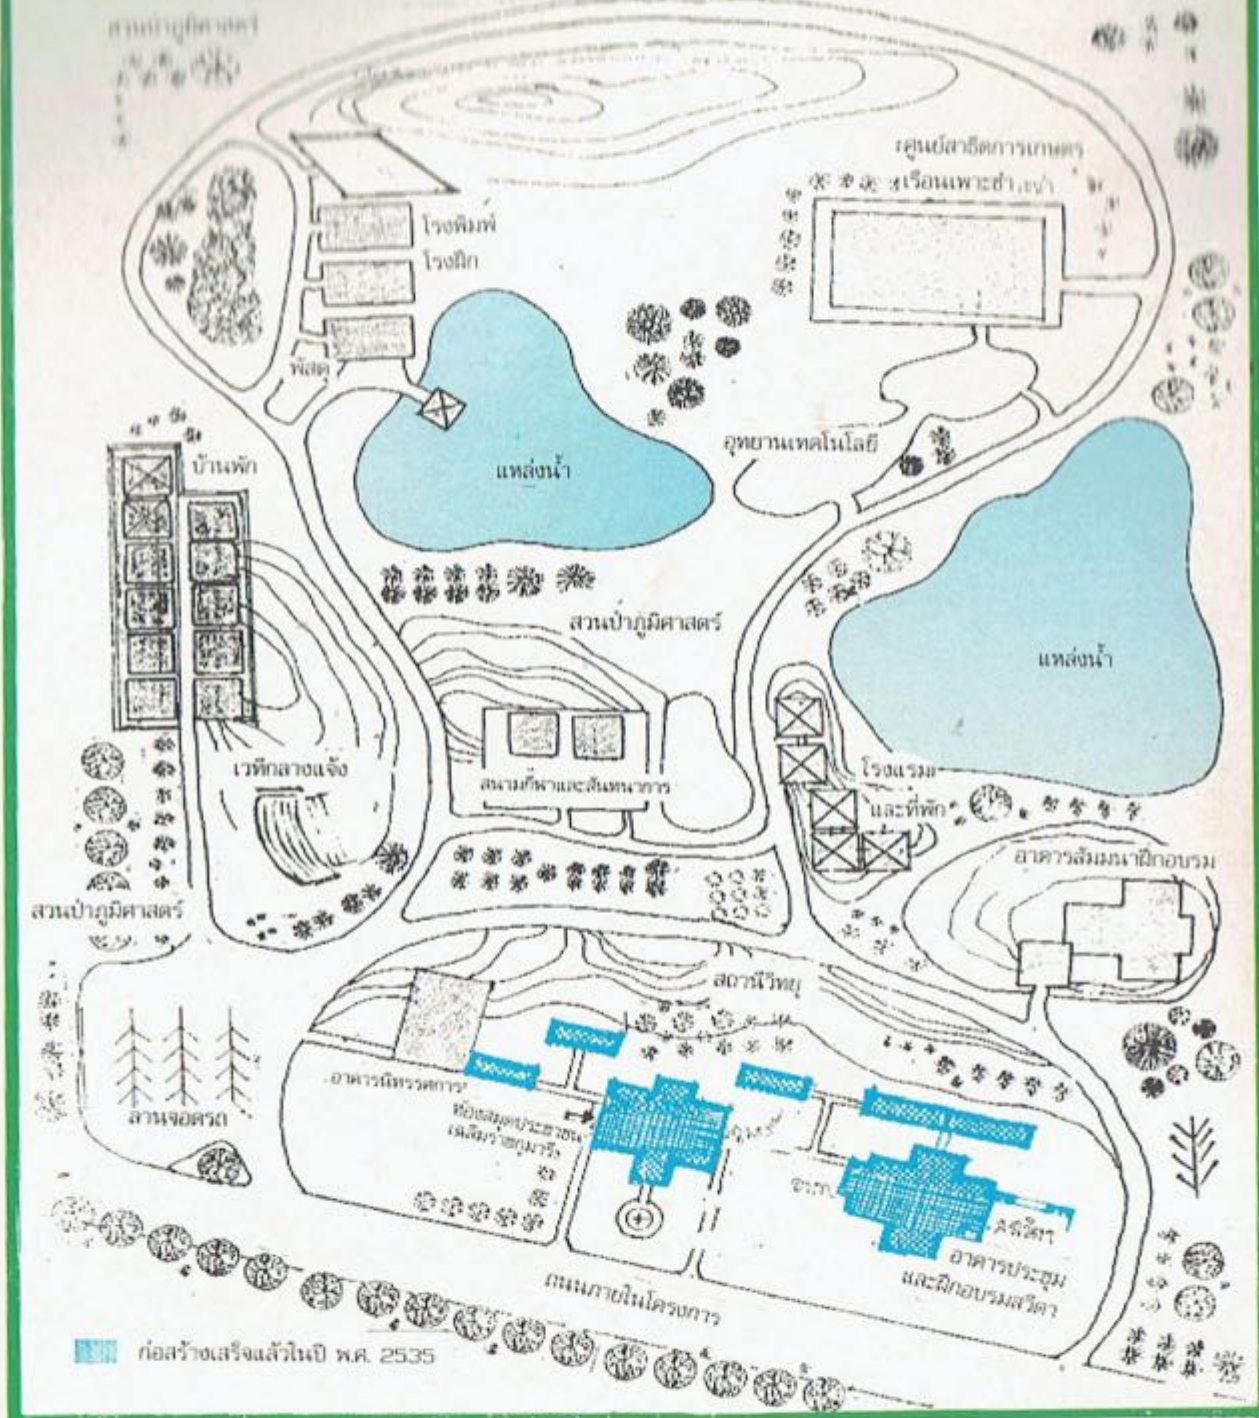 สวนป่าภูมิศาสตร์
ศูนย์สาธิตการเกษตร
เรือนเพาะชำ
โรงพิมพ์
โรงฝึก
พัสดุ
อุทยานเทคโนโลยี
บ้านพัก
แหล่งน้ำ
สวนป่าภูมิศาสตร์
แหล่งน้ำ
เวทีกลางแจ้ง
สนามกีฬาและสันทนาการ
โรงแรม
และที่พัก
อาคารสัมมนาฝึกอบรม
สวนป่าภูมิศาสตร์
สถานีวิทยุ
อาคารนิทรรศการ
ห้องสมุดประชาชน
เฉลิมราชกุมารี
ลานจอดรถ
อาคารประชุม
และฝึกอบรมสวิตา
ถนนภายในโครงการ
ก่อสร้างเสร็จแล้วในปี พ.ศ. 2535